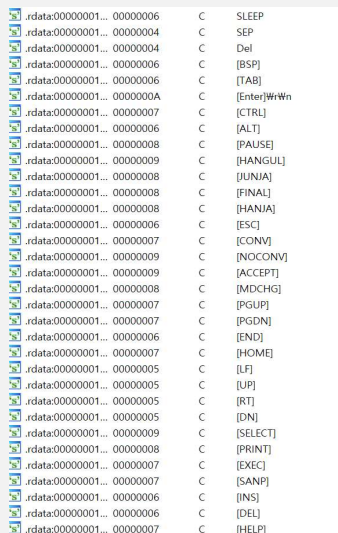 .rdata:00000001... 00000006 C SLEEP
.rdata:00000001... 00000004 C SEP
.rdata:00000001... 00000004 C Del
.rdata:00000001... 00000006 C [BSP]
.rdata:00000001... 00000006 C [TAB]
.rdata:00000001... 0000000A C [Enter]₩r₩n
.rdata:00000001... 00000007 C [CTRL]
.rdata:00000001... 00000006 C [ALT]
.rdata:00000001... 00000008 C [PAUSE]
.rdata:00000001... 00000009 C [HANGUL]
.rdata:00000001... 00000008 C [JUNJA]
.rdata:00000001... 00000008 C [FINAL]
.rdata:00000001... 00000008 C [HANJA]
.rdata:00000001... 00000006 C [ESC]
.rdata:00000001... 00000007 C [CONV]
.rdata:00000001... 00000009 C [NOCONV]
.rdata:00000001... 00000009 C [ACCEPT]
.rdata:00000001... 00000008 C [MDCHG]
.rdata:00000001... 00000007 C [PGUP]
.rdata:00000001... 00000007 C [PGDN]
.rdata:00000001... 00000006 C [END]
.rdata:00000001... 00000007 C [HOME]
.rdata:00000001... 00000005 C [LF]
.rdata:00000001... 00000005 C [UP]
.rdata:00000001... 00000005 C [RT]
.rdata:00000001... 00000005 C [DN]
.rdata:00000001... 00000009 C [SELECT]
.rdata:00000001... 00000008 C [PRINT]
.rdata:00000001... 00000007 C [EXEC]
.rdata:00000001... 00000007 C [SANP]
.rdata:00000001... 00000006 C [INS]
.rdata:00000001... 00000006 C [DEL]
.rdata:00000001... 00000007 C [HELP]